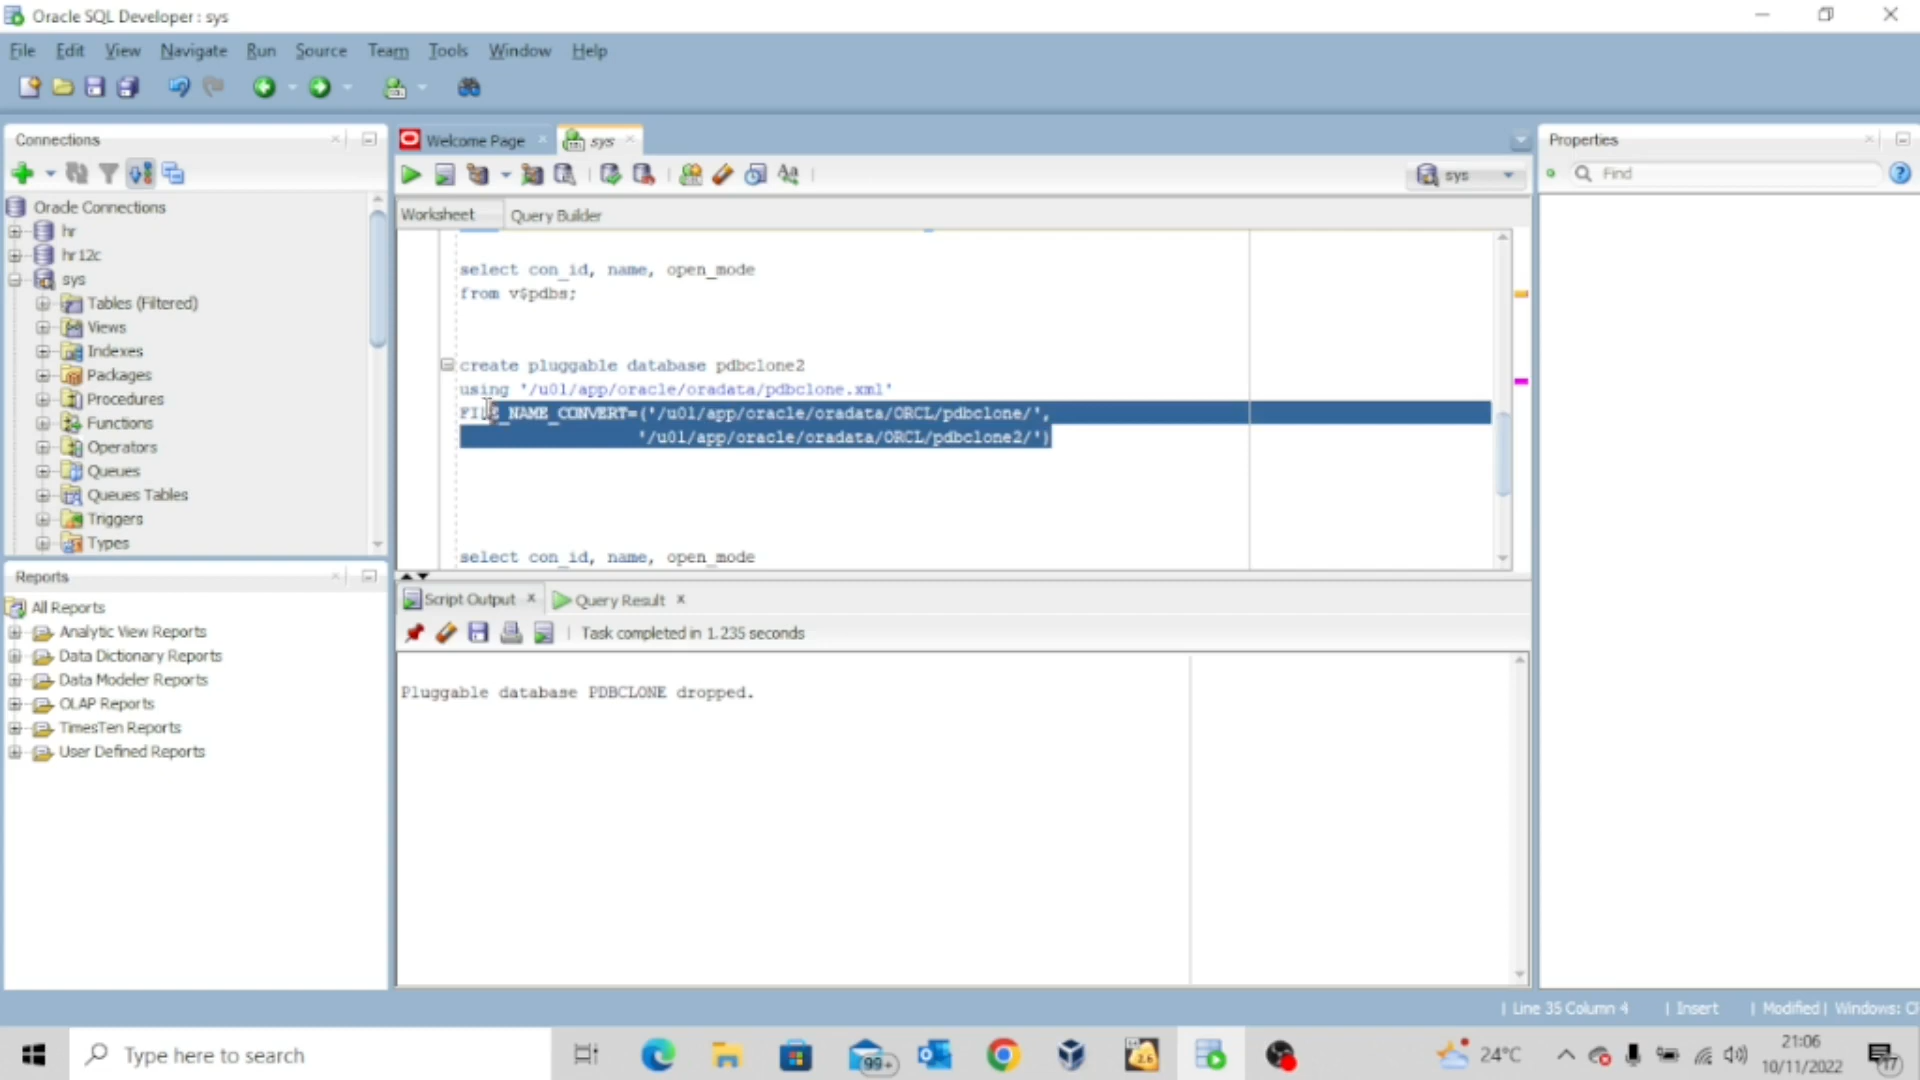 Oracle SQL Developer : sys
File Edit View Navigate Run Source Team Tools Window Help
Connections
Oracle Connections
hr
hr12c
sys
Tables (Filtered)
Views
Indexes
Packages
Procedures
Functions
Operators
Queues
Queues Tables
Triggers
Types
Reports
All Reports
Analytic View Reports
Data Dictionary Reports
Data Modeler Reports
OLAP Reports
TimesTen Reports
User Defined Reports
Welcome Page
sys
sys
Worksheet Query Builder
select con_id, name, open_mode
from v$pdbs;
create pluggable database pdbclone2
using '/u01/app/oracle/oradata/pdbclone.xml'
FILE_NAME_CONVERT=('/u01/app/oracle/oradata/ORCL/pdbclone/',
'/u01/app/oracle/oradata/ORCL/pdbclone2/')
select con_id, name, open_mode
Script Output Query Result
Task completed in 1.235 seconds
Pluggable database PDBCLONE dropped.
Properties
Find
Line 35 Column 4 | Insert | Modified | Windows: C
Type here to search
99+
2.6
24°C
21:06
10/11/2022
17